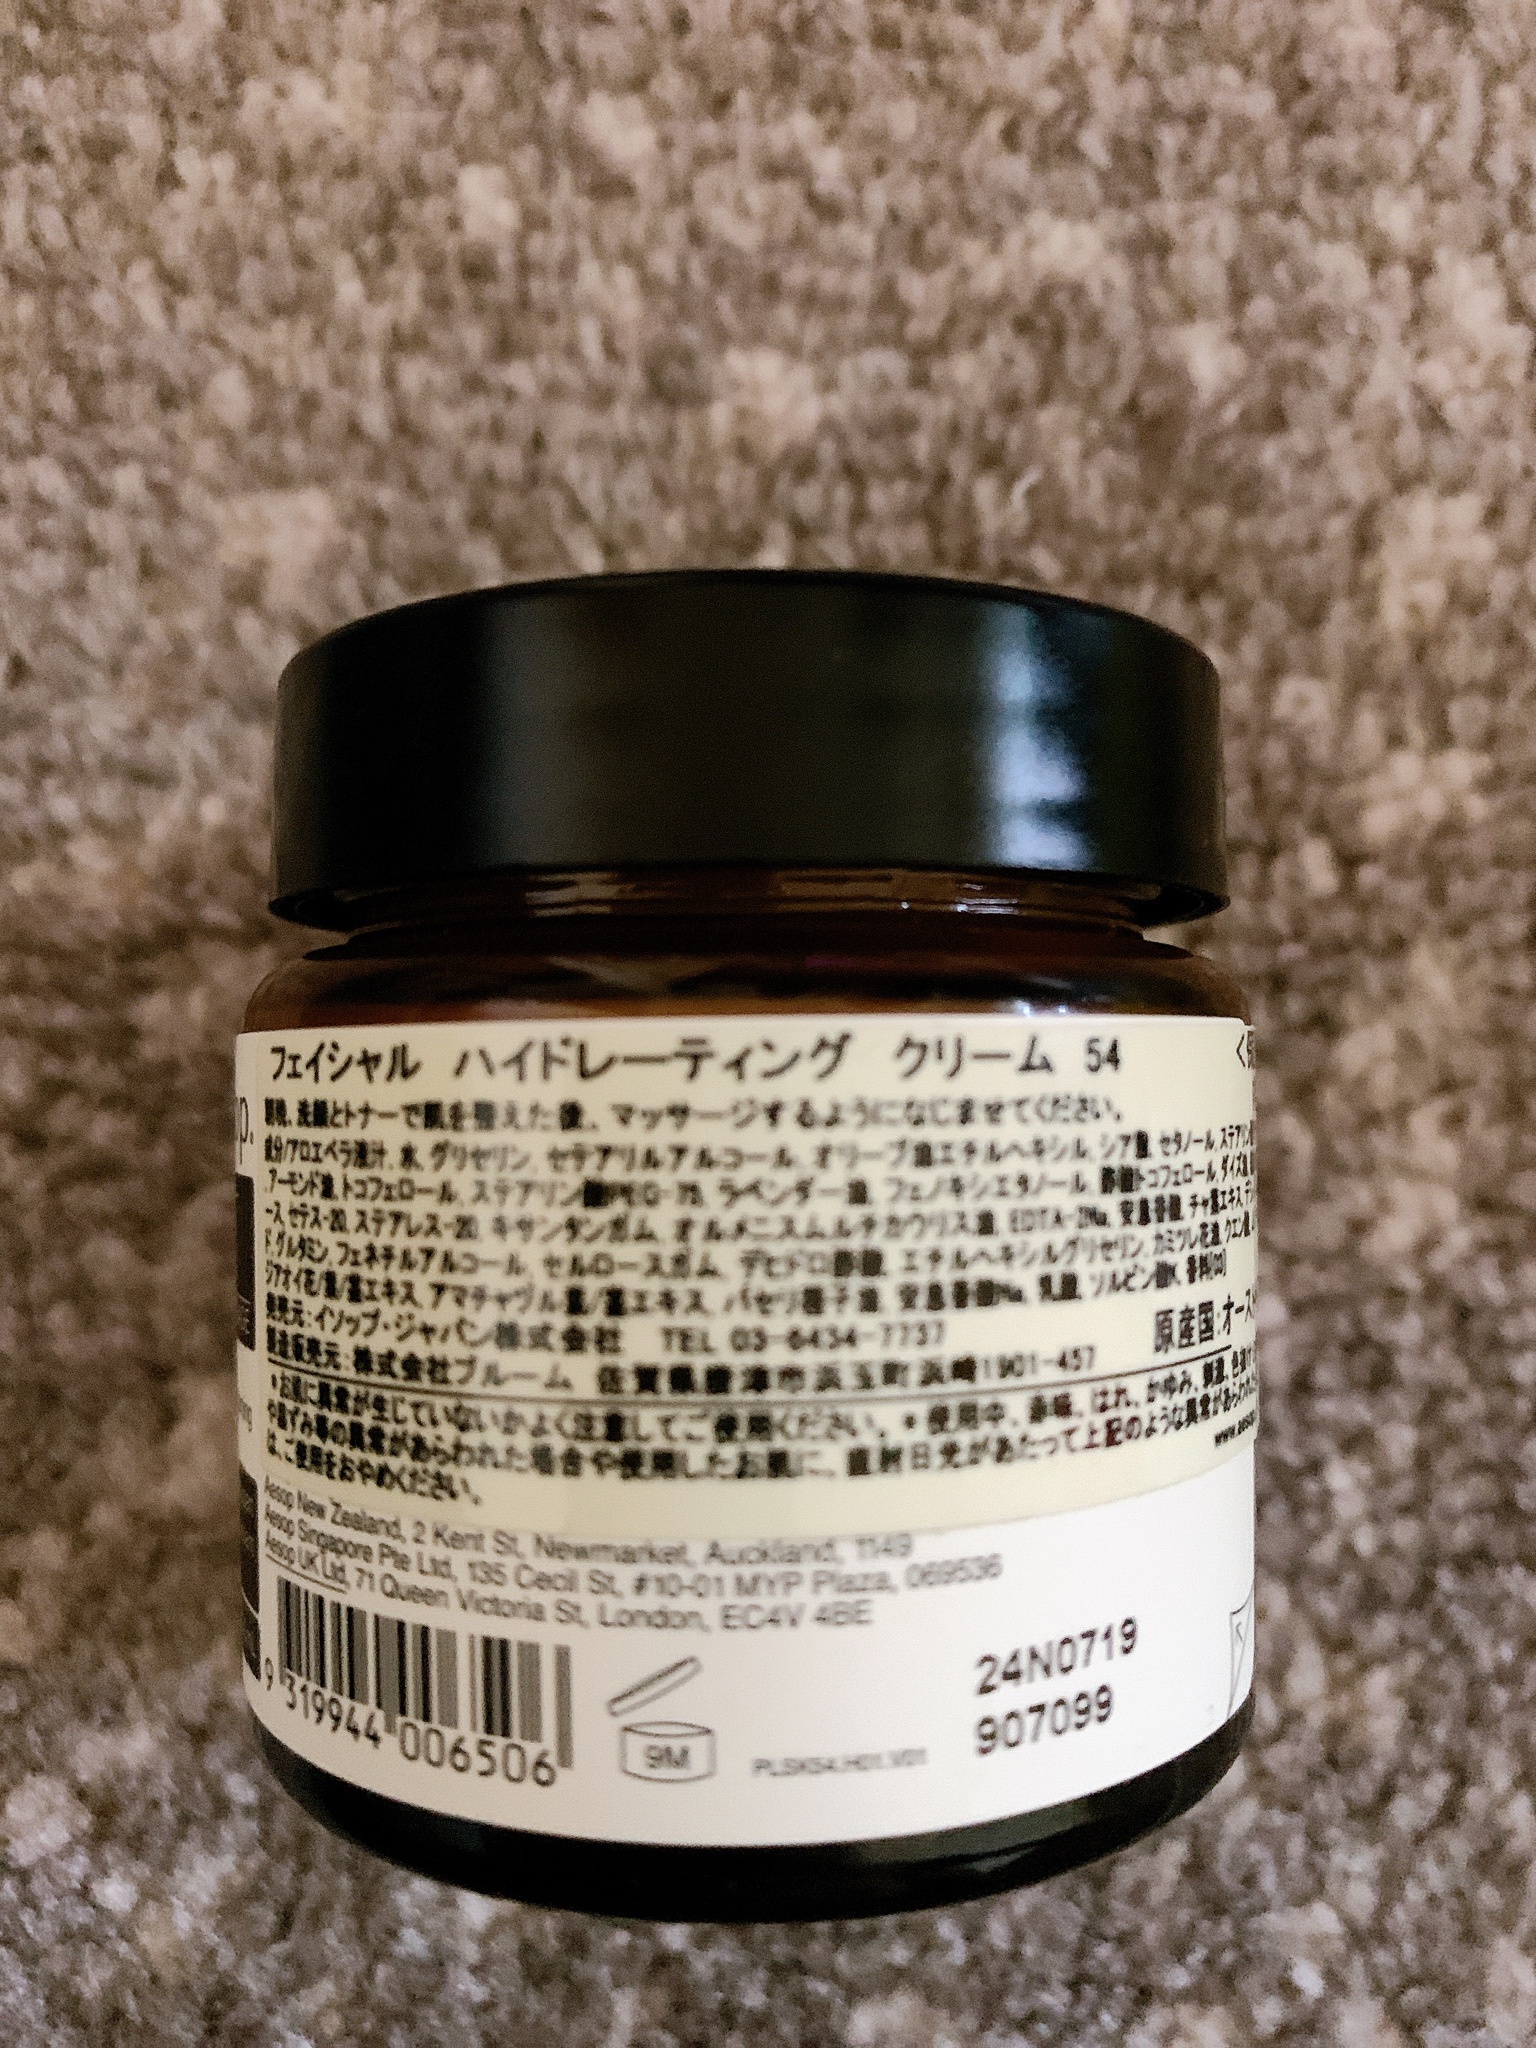 フェイシャル ハイドレーティング クリーム 54
朝晩、洗顔とトナーで肌を整えた後、マッサージするようになじませてください。
成分/アロエベラ液汁、水、グリセリン、セテアリルアルコール、オリーブ油エチルヘキシル、シア脂、セタノール、ステアリン
アーモンド油、トコフェロール、ステアリン酸PEG-75、ラベンダー油、フェノキシエタノール、酢酸トコフェロール、ダイズ油、
ース、セテス-20、ステアレス-20、キサンタンガム、オルメニスムルチカウリス油、EDTA-2Na、安息香酸、チャ葉エキス、デ
ド、グルタミン、フェネチルアルコール、セルロースガム、デヒドロ酢酸、エチルヘキシルグリセリン、カミツレ花油、クエン酸、
ジアオイ花/葉/茎エキス、アマチャヅル葉/茎エキス、パセリ種子油、安息香酸Na、乳酸、ソルビン酸K、香料
発売元:イソップ・ジャパン株式会社 TEL 03-6434-7737 原産国:オース
製造販売元:株式会社ブルーム 佐賀県唐津市浜玉町浜崎1901-457
*お肌に異常が生じていないかよく注意してご使用ください。*使用中、赤味、はれ、かゆみ、刺激、色抜け
や黒ずみ等の異常があらわれた場合や使用したお肌に、直射日光があたって上記のような異常があらわれた
は、ご使用をおやめください。 www.aesop
Aesop New Zealand, 2 Kent St, Newmarket, Auckland, 1149
Aesop Singapore Pte Ltd, 135 Cecil St, #10-01 MYP Plaza, 069536
Aesop UK Ltd, 71 Queen Victoria St, London, EC4V 4BE
9 319944 006506
9M
24N0719
907099